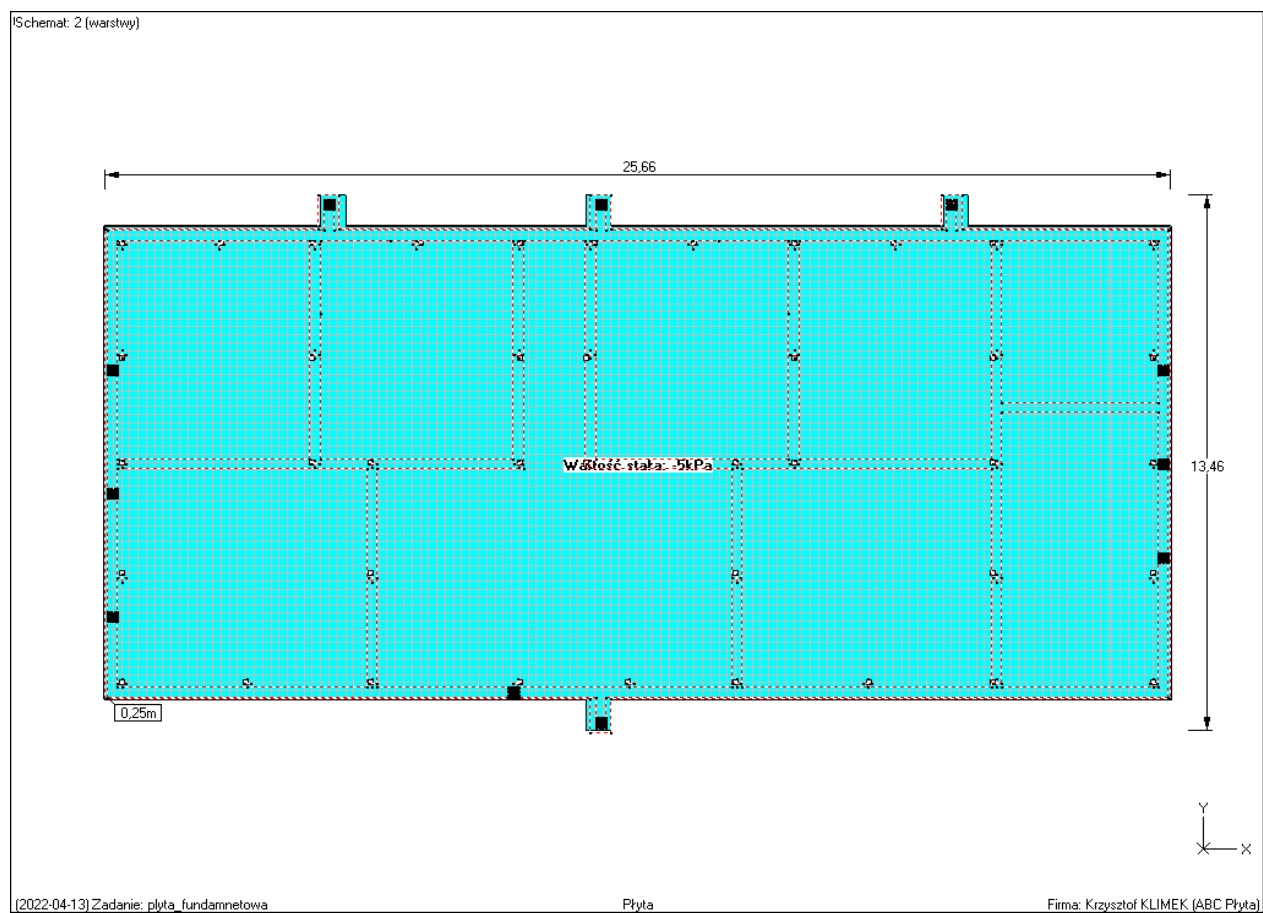 !Schemat: 2 (warstwy)
25,66
Wartość stała: -5kPa
13,46
0,25m
Y
X
(2022-04-13) Zadanie: plyta_fundamnetowa
Płyta
Firma: Krzysztof KLIMEK (ABC Płyta)